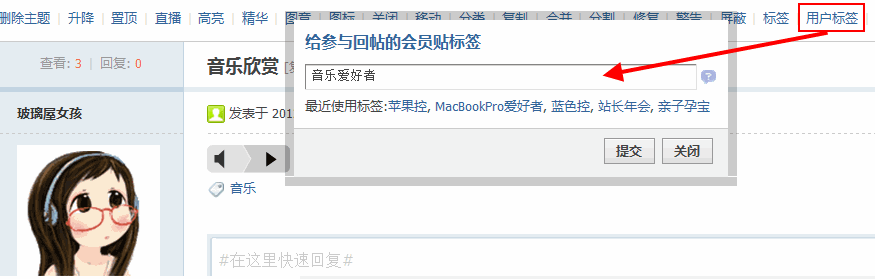 删除主题 | 升降 | 置顶 | 直播 | 高亮 | 精华 | 图章 | 图标 | 关闭 | 移动 | 分类 | 复制 | 合并 | 分割 | 修复 | 警告 | 屏蔽 | 标签 | 用户标签
给参与回帖的会员贴标签
音乐爱好者
最近使用标签:苹果控, MacBookPro爱好者, 蓝色控, 站长年会, 亲子孕宝
提交 关闭
查看: 3 | 回复: 0
音乐欣赏
玻璃屋女孩
发表于 201
音乐
#在这里快速回复#